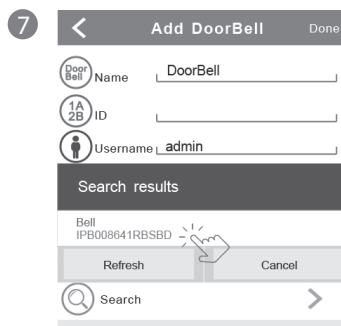 7
Add DoorBell Done
Door Bell Name DoorBell
1A 2B ID
Username admin
Search results
Bell
IPB008641RBSBD
Refresh Cancel
Search